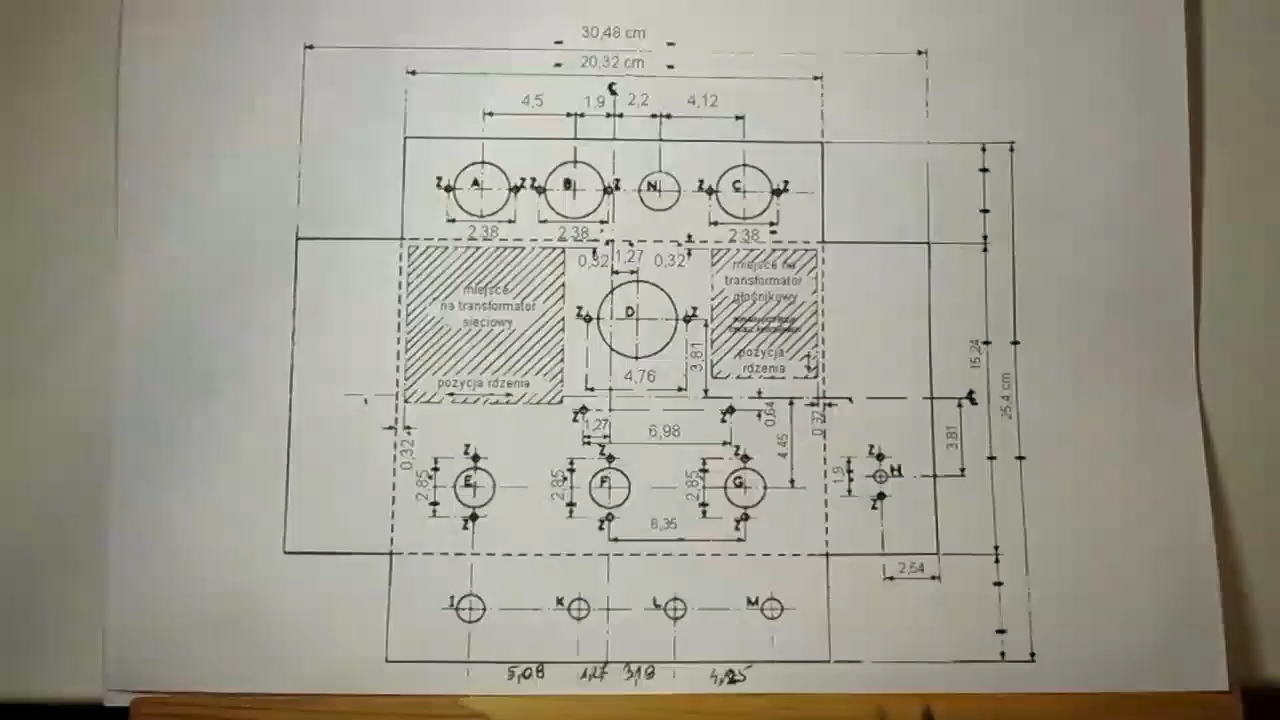 30,48 cm
20,32 cm
4,5 1,9 2,2 4,12
Z A Z Z B Z N Z C Z
2,38 2,38 2,38
0,32 1,27 0,32
miejsce
na transformator
sieciowy
pozycja rdzenia
miejsce na
transformator
głośnikowy
pozycja
rdzenia
Z D Z
4,76
3,81
15,24
25,4 cm
Z Z
1,27 6,98
0,64
0,32
4,45
3,81
0,32
Z Z Z Z
2,85 E 2,85 F 2,85 G 1,9 H
Z Z Z Z
6,35
2,54
I K L M
5,08 1,27 3,18